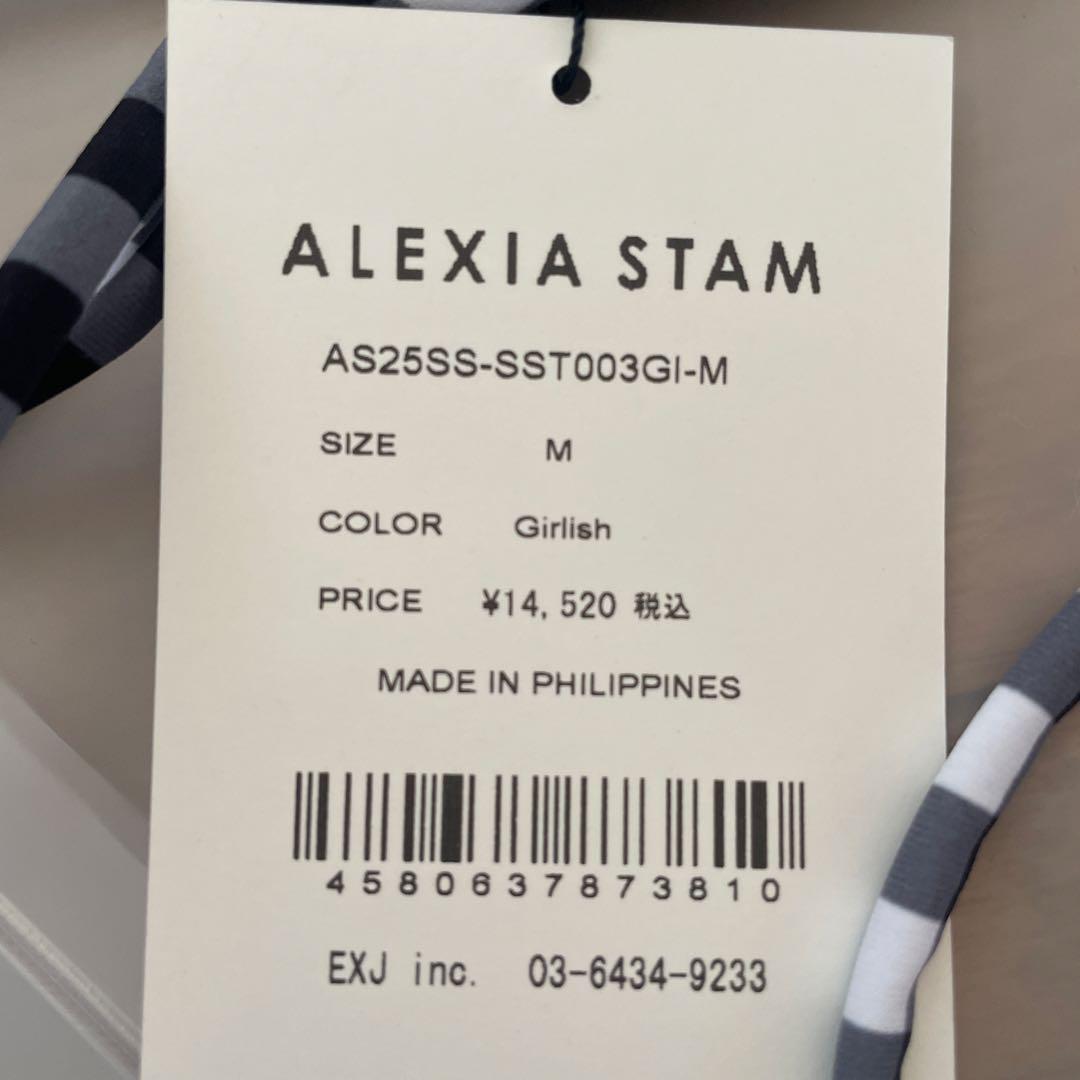 ALEXIA STAM
AS25SS-SST003GI-M
SIZE M
COLOR Girlish
PRICE ¥14,520 税込
MADE IN PHILIPPINES
4580637873810
EXJ inc. 03-6434-9233